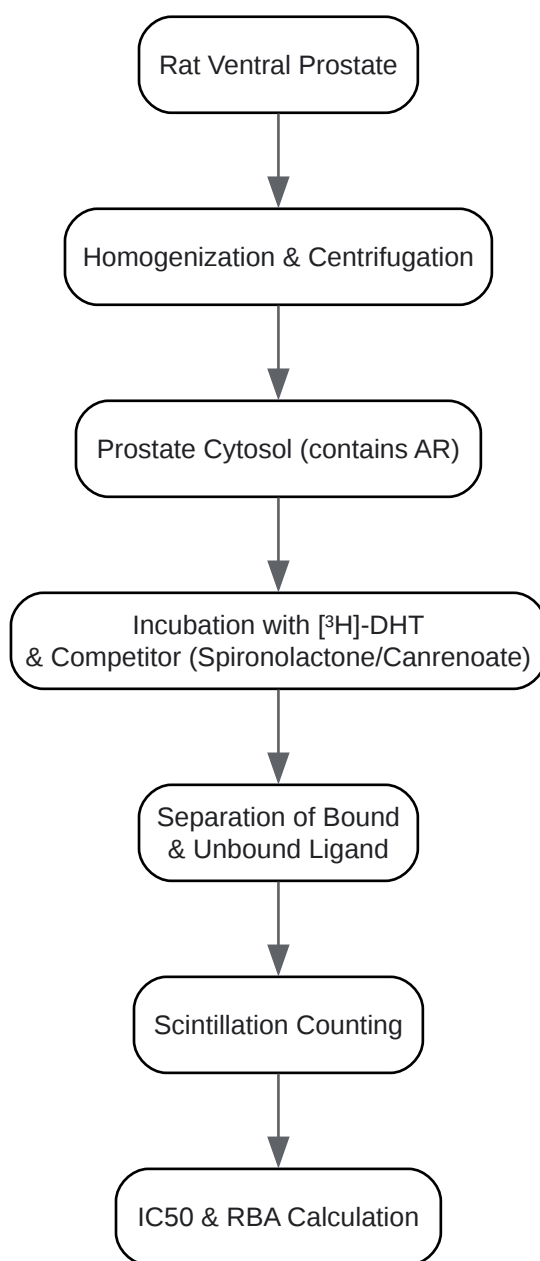 Rat Ventral Prostate
Homogenization & Centrifugation
Prostate Cytosol (contains AR)
Incubation with [³H]-DHT
& Competitor (Spironolactone/Canrenoate)
Separation of Bound
& Unbound Ligand
Scintillation Counting
IC50 & RBA Calculation